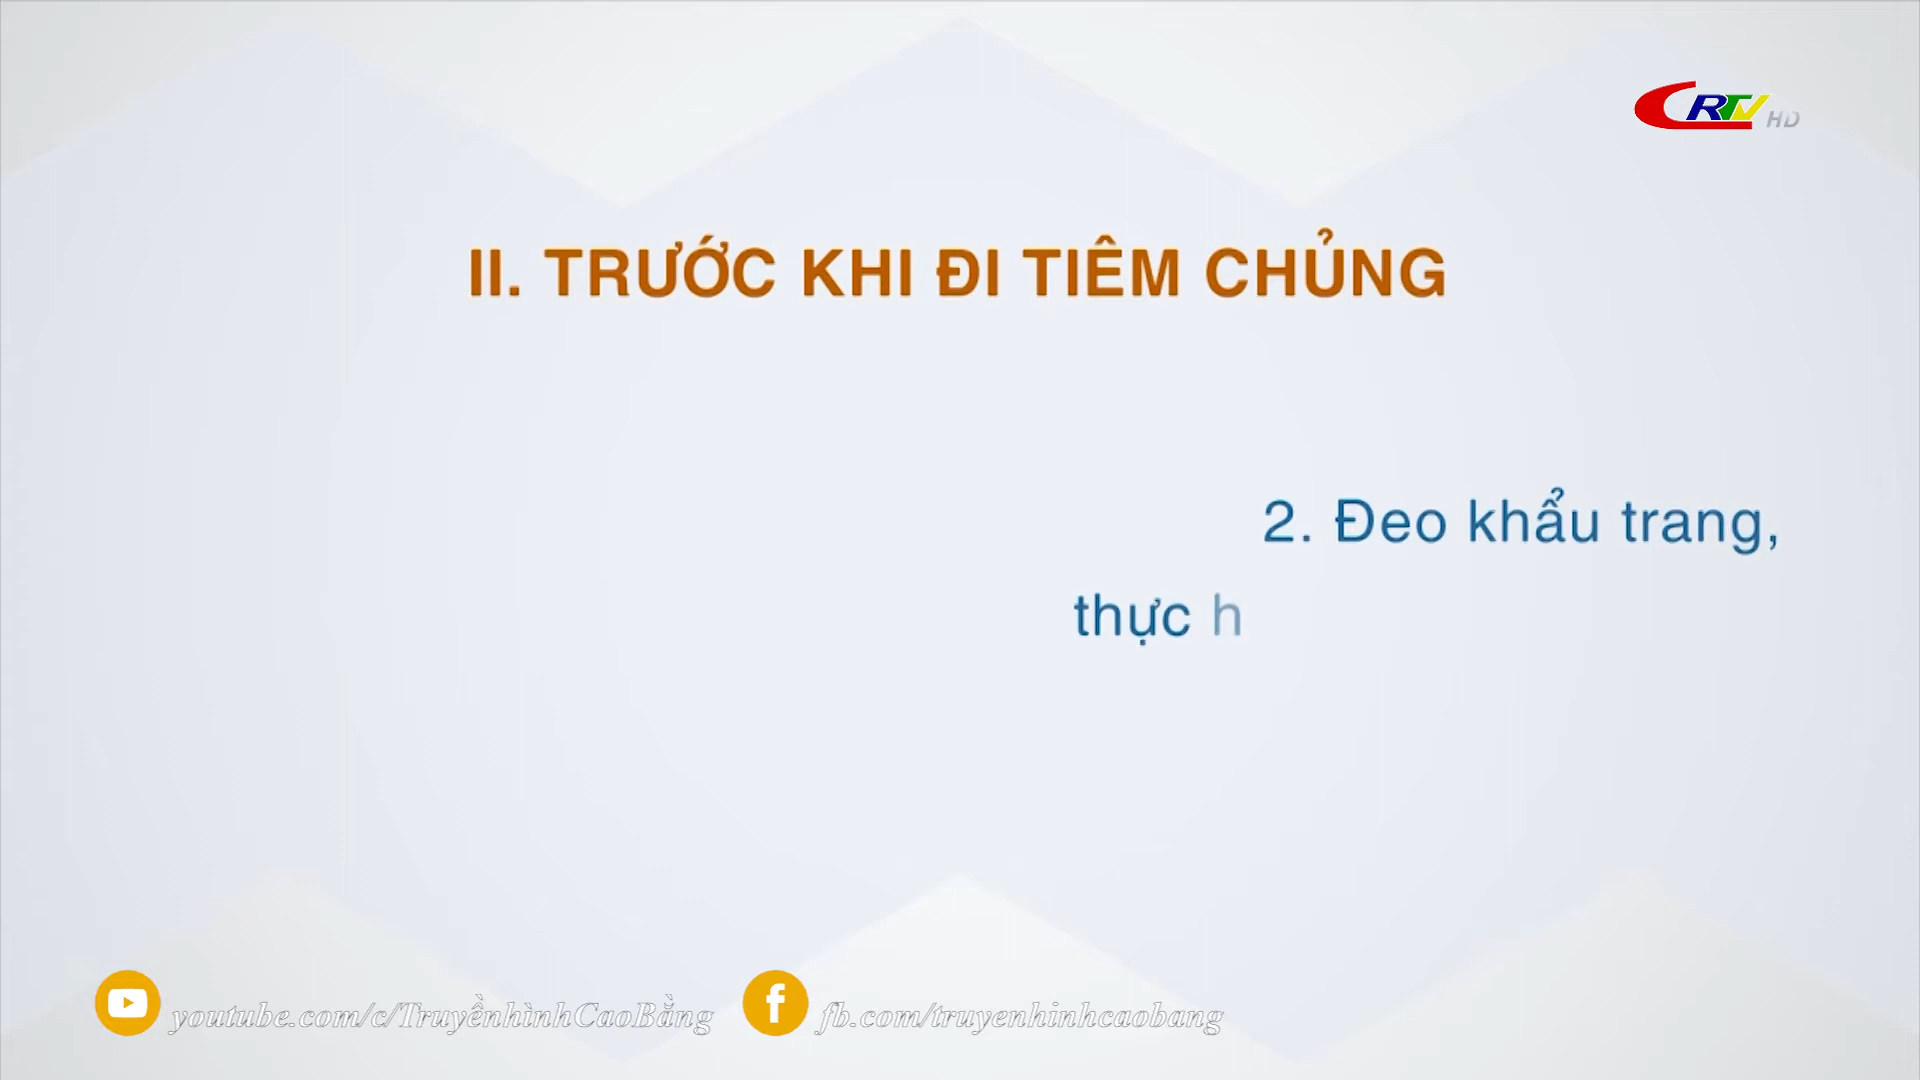 CRTV HD
II. TRƯỚC KHI ĐI TIÊM CHỦNG
2. Đeo khẩu trang,
thực h
youtube.com/c/TruyềnhìnhCaoBằng
fb.com/truyenhinhcaobang